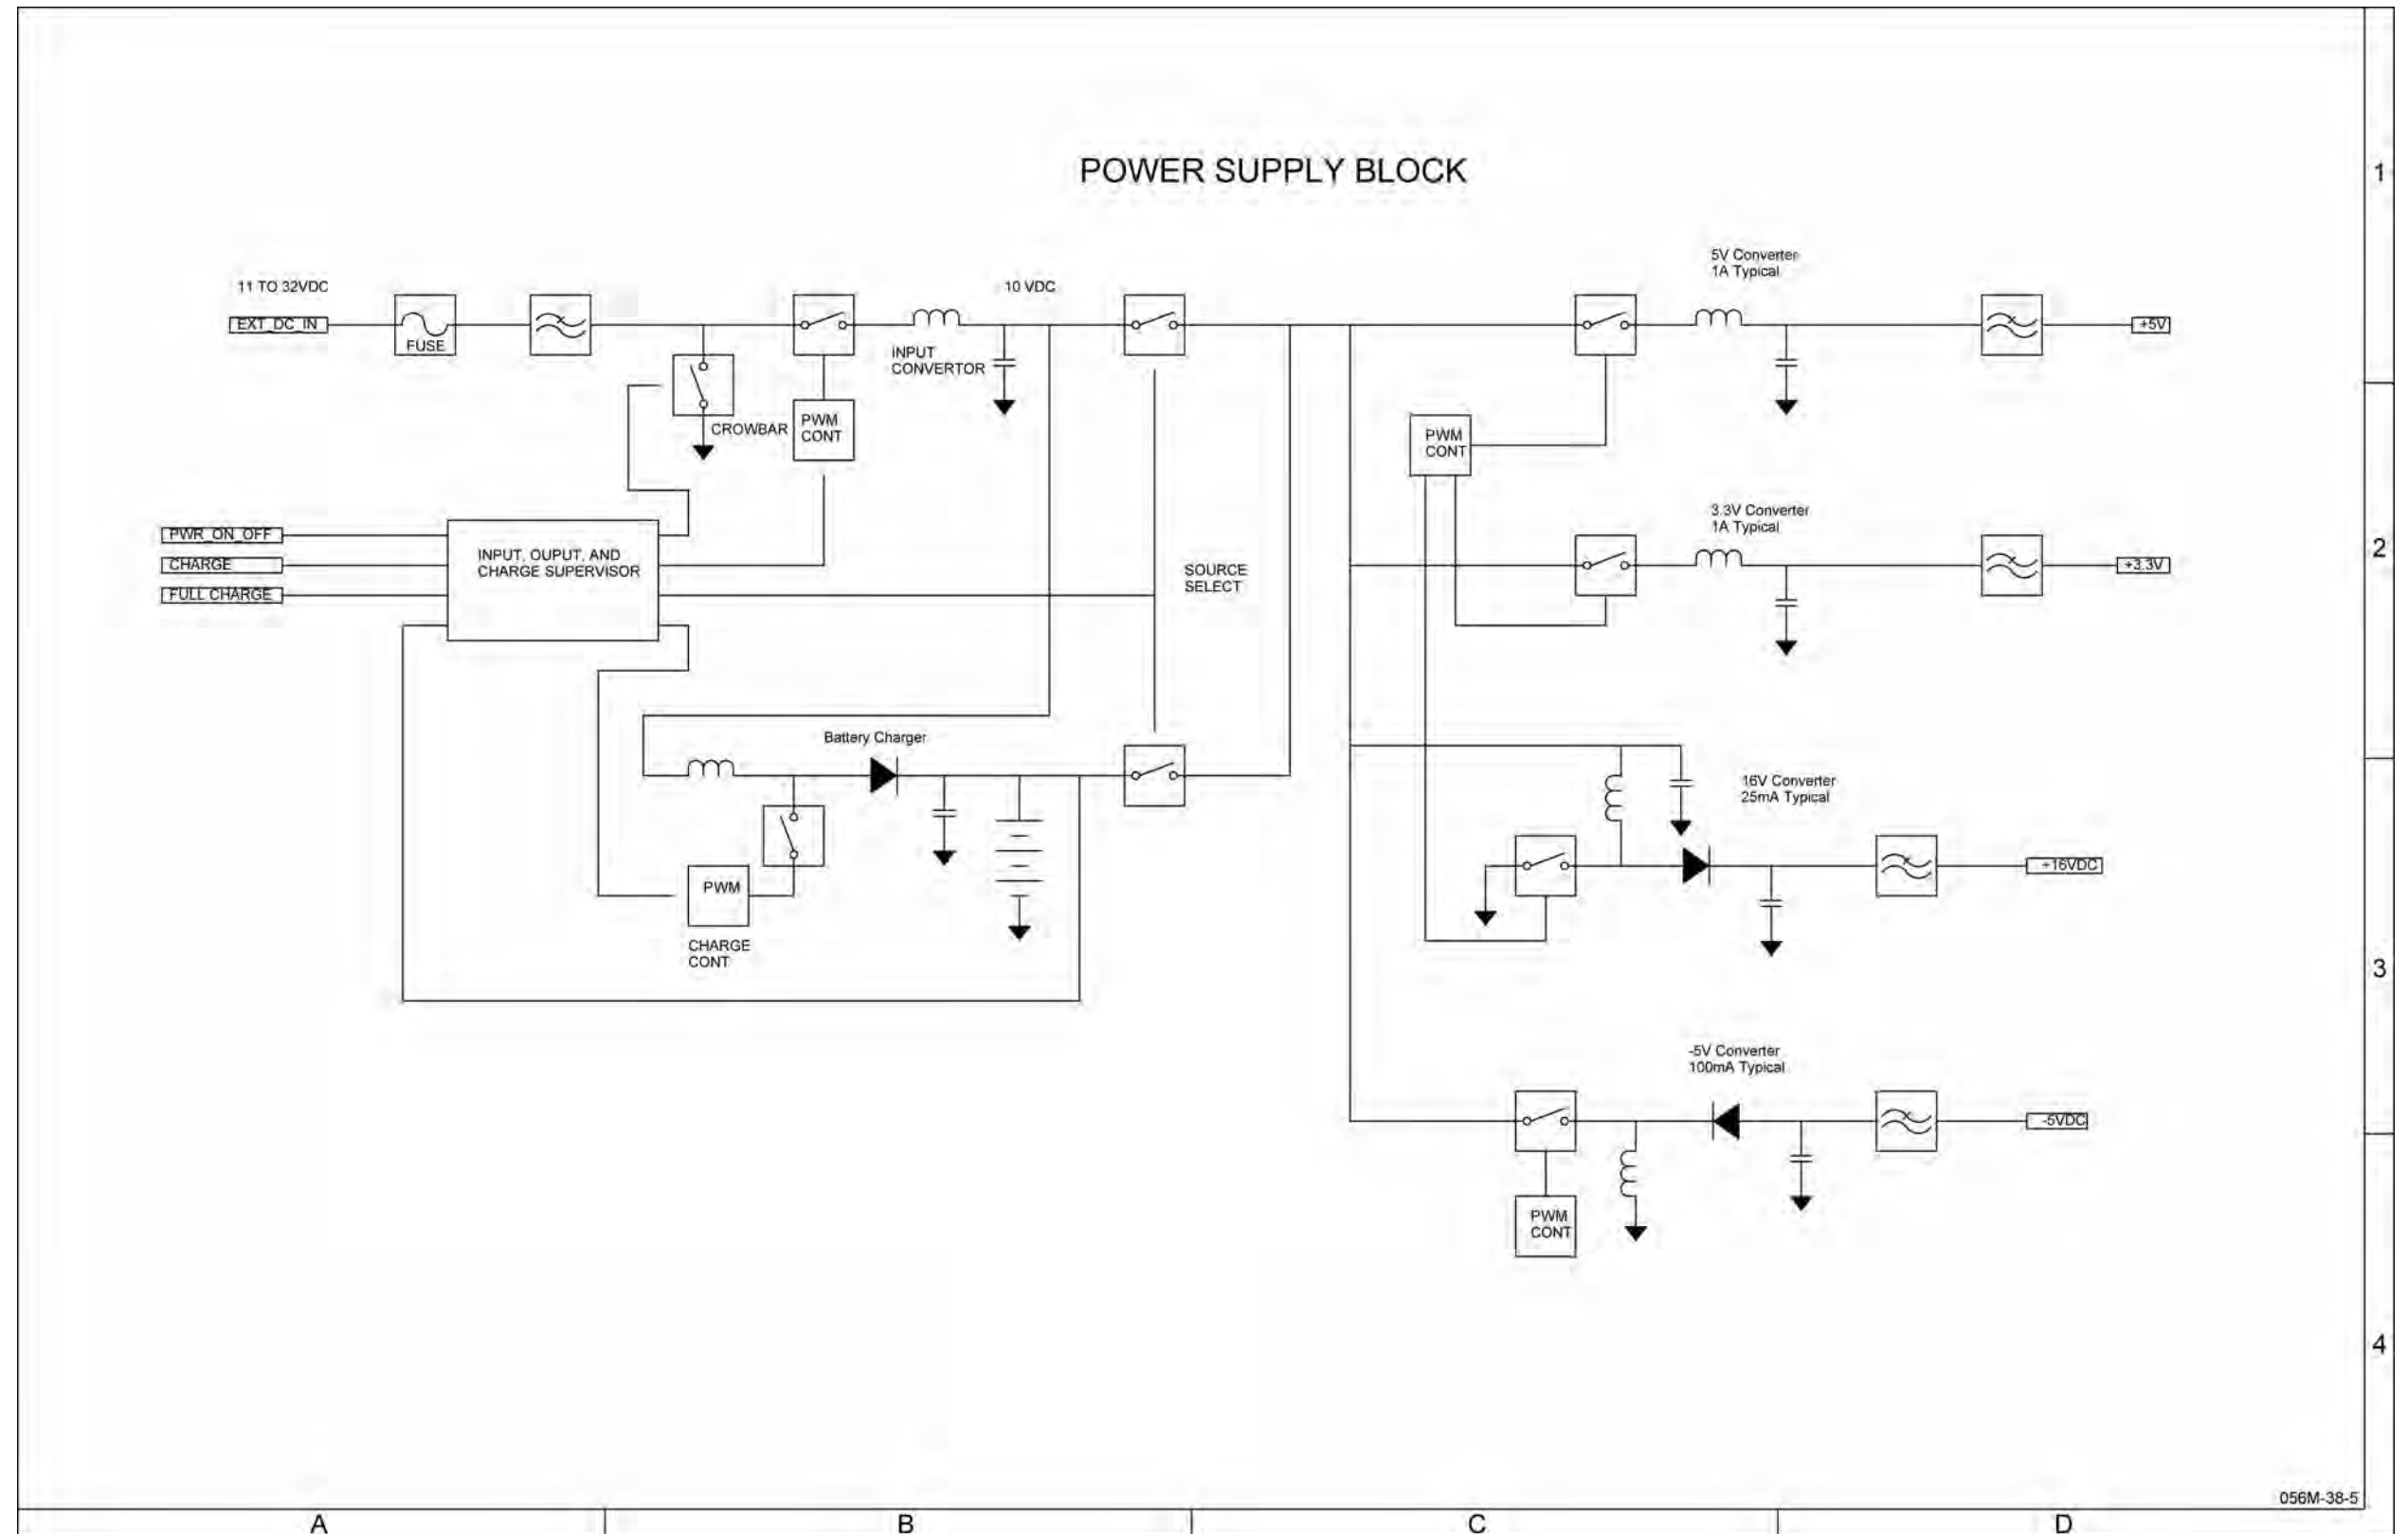 POWER SUPPLY BLOCK
1
11 TO 32VDC
EXT_DC_IN
FUSE
CROWBAR
PWM
CONT
INPUT
CONVERTOR
10 VDC
5V Converter
1A Typical
+5V
PWM
CONT
PWR_ON_OFF
CHARGE
FULL CHARGE
INPUT, OUPUT, AND
CHARGE SUPERVISOR
SOURCE
SELECT
3.3V Converter
1A Typical
+3.3V
2
Battery Charger
PWM
CHARGE
CONT
16V Converter
25mA Typical
+16VDC
3
-5V Converter
100mA Typical
-5VDC
PWM
CONT
4
056M-38-5
A
B
C
D